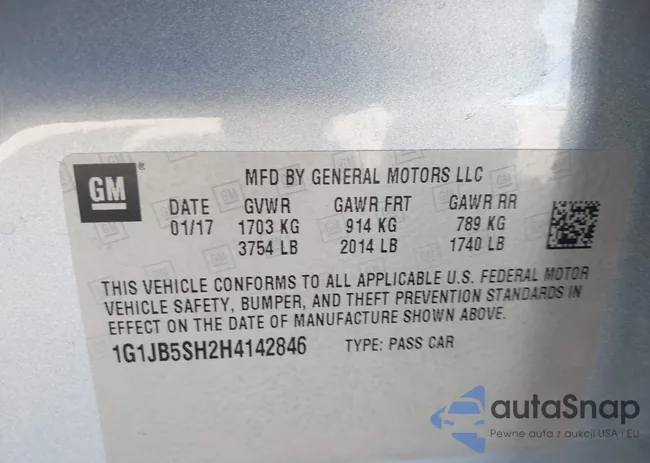 GM
MFD BY GENERAL MOTORS LLC
DATE GVWR GAWR FRT GAWR RR
01/17 1703 KG 914 KG 789 KG
3754 LB 2014 LB 1740 LB
THIS VEHICLE CONFORMS TO ALL APPLICABLE U.S. FEDERAL MOTOR
VEHICLE SAFETY, BUMPER, AND THEFT PREVENTION STANDARDS IN
EFFECT ON THE DATE OF MANUFACTURE SHOWN ABOVE.
1G1JB5SH2H4142846 TYPE: PASS CAR
autaSnap
Pewne auta z aukcji USA i EU